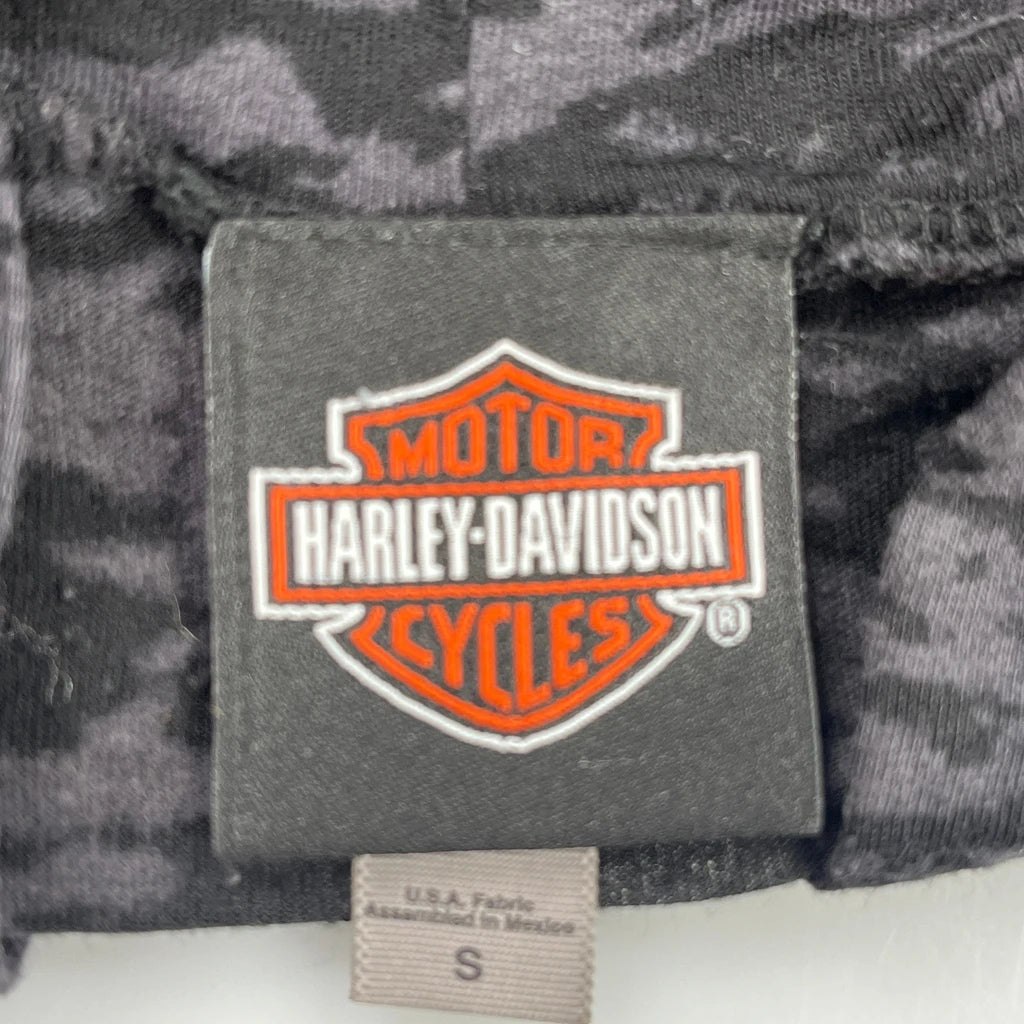 MOTOR
HARLEY-DAVIDSON
CYCLES
®
U.S.A. Fabric
Assembled in Mexico
S